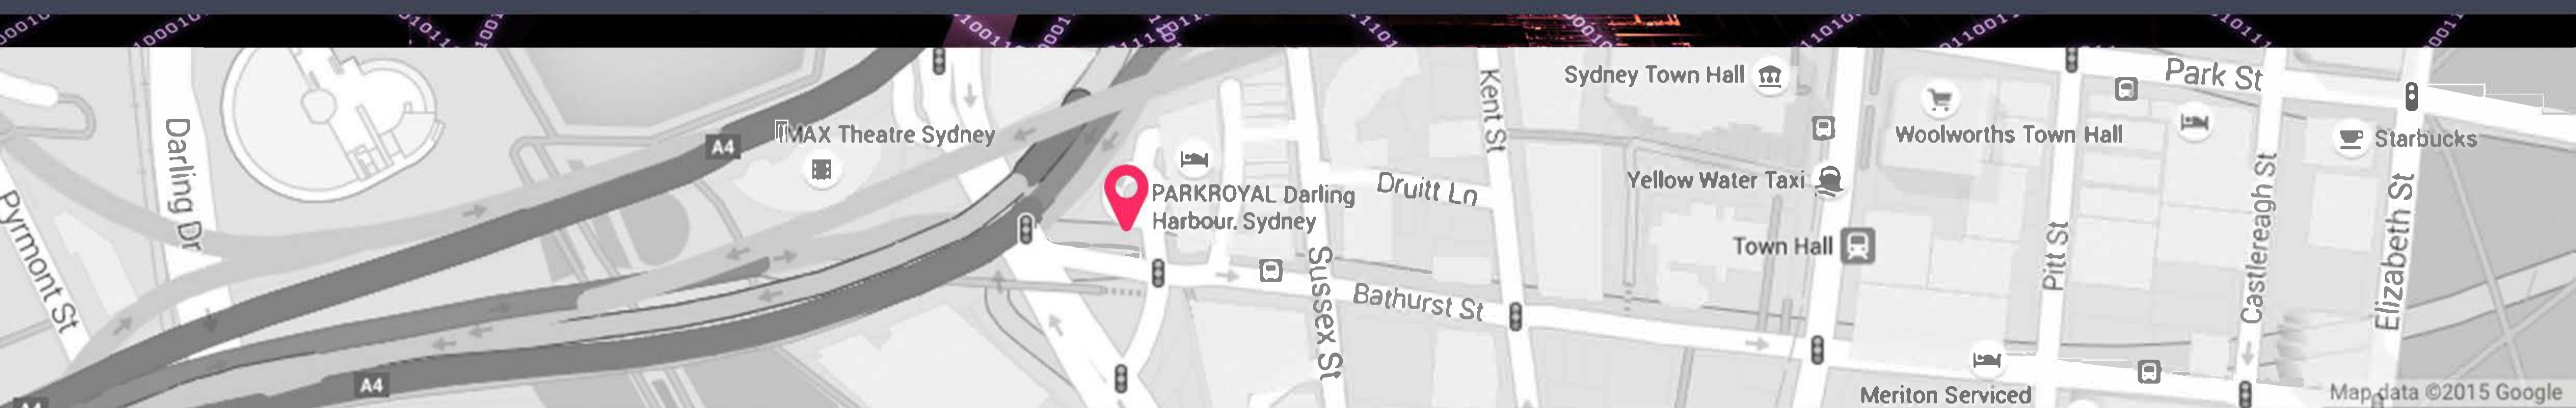 Sydney Town Hall
Park St
Kent St
IMAX Theatre Sydney
A4
Woolworths Town Hall
Starbucks
Darling Dr
PARKROYAL Darling
Harbour, Sydney
Druitt Ln
Yellow Water Taxi
Castlereagh St
Elizabeth St
Pyrmont St
Town Hall
Pitt St
Sussex St
Bathurst St
A4
Meriton Serviced
Map data ©2015 Google